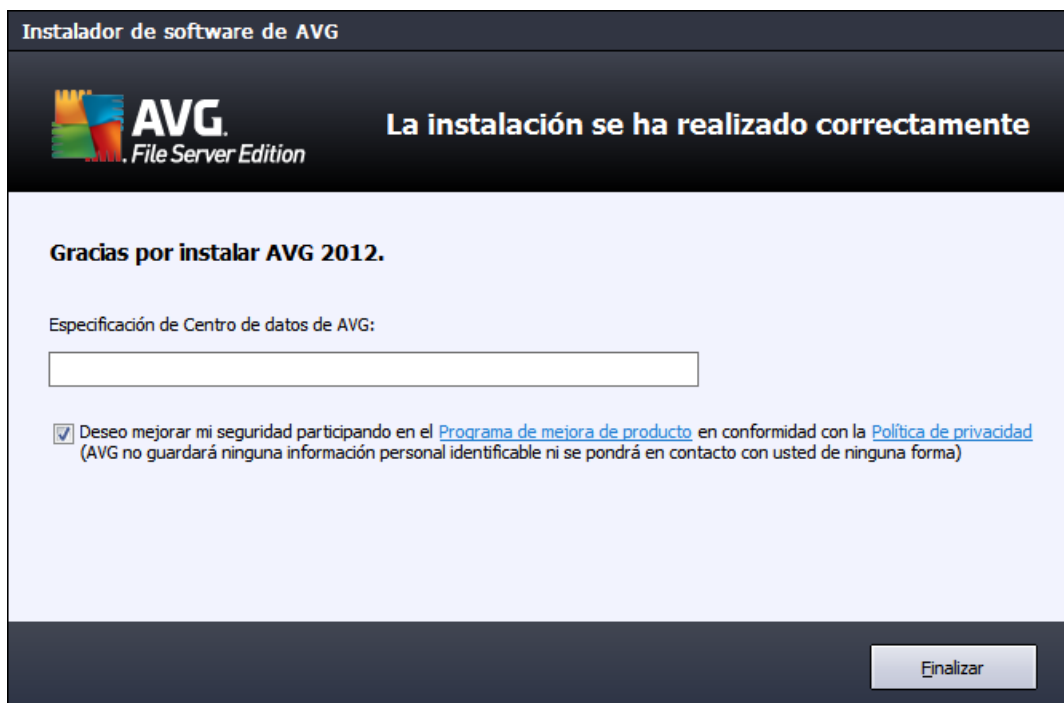 Instalador de software de AVG
AVG.
File Server Edition
La instalación se ha realizado correctamente
Gracias por instalar AVG 2012.
Especificación de Centro de datos de AVG:
Deseo mejorar mi seguridad participando en el Programa de mejora de producto en conformidad con la Política de privacidad
(AVG no guardará ninguna información personal identificable ni se pondrá en contacto con usted de ninguna forma)
Finalizar